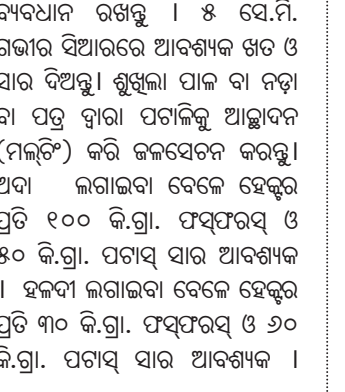 ବ୍ୟବଧାନ ରଖନ୍ତୁ । ୫ ସେ.ମି.
ଗଭୀର ସିଆରରେ ଆବଶ୍ୟକ ଖତ ଓ
ସାର ଦିଅନ୍ତୁ। ଶୁଖିଲା ପାଳ ବା ନଡ଼ା
ବା ପତ୍ର ଦ୍ୱାରା ପଟାଳିକୁ ଆଚ୍ଛାଦନ
(ମଲ୍‌ଚିଂ) କରି ଜଳସେଚନ କରନ୍ତୁ।
ଅଦା ଲଗାଇବା ବେଳେ ହେକ୍ଟର
ପ୍ରତି ୧୦୦ କି.ଗ୍ରା. ଫସ୍‌ଫରସ୍ ଓ
୫୦ କି.ଗ୍ରା. ପଟାସ୍ ସାର ଆବଶ୍ୟକ
। ହଳଦୀ ଲଗାଇବା ବେଳେ ହେକ୍ଟର
ପ୍ରତି ୩୦ କି.ଗ୍ରା. ଫସ୍‌ଫରସ୍ ଓ ୬୦
କି.ଗ୍ରା. ପଟାସ୍ ସାର ଆବଶ୍ୟକ ।